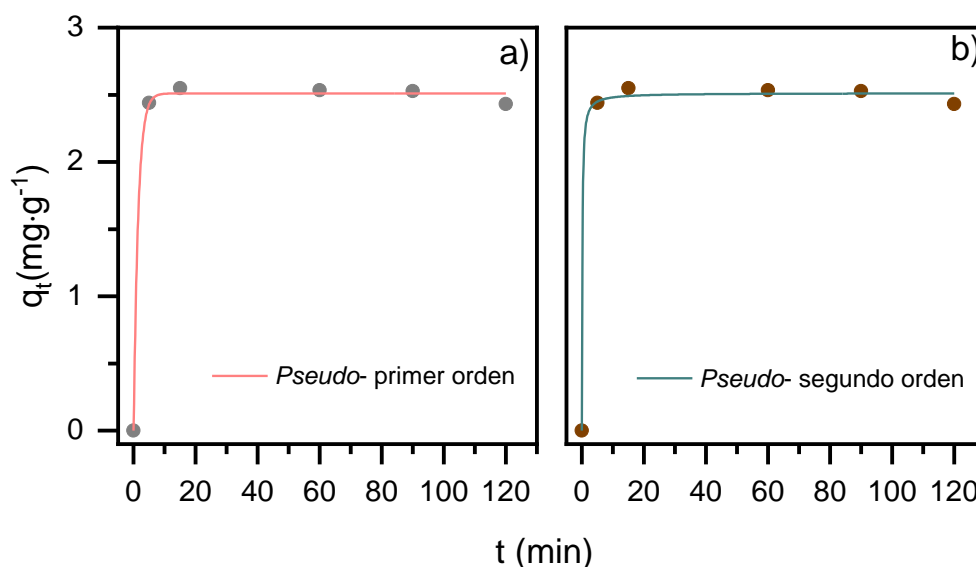 a)
b)
3
2
1
0
qt(mg·g-1)
Pseudo- primer orden
Pseudo- segundo orden
0 20 40 60 80 100 120
0 20 40 60 80 100 120
t (min)